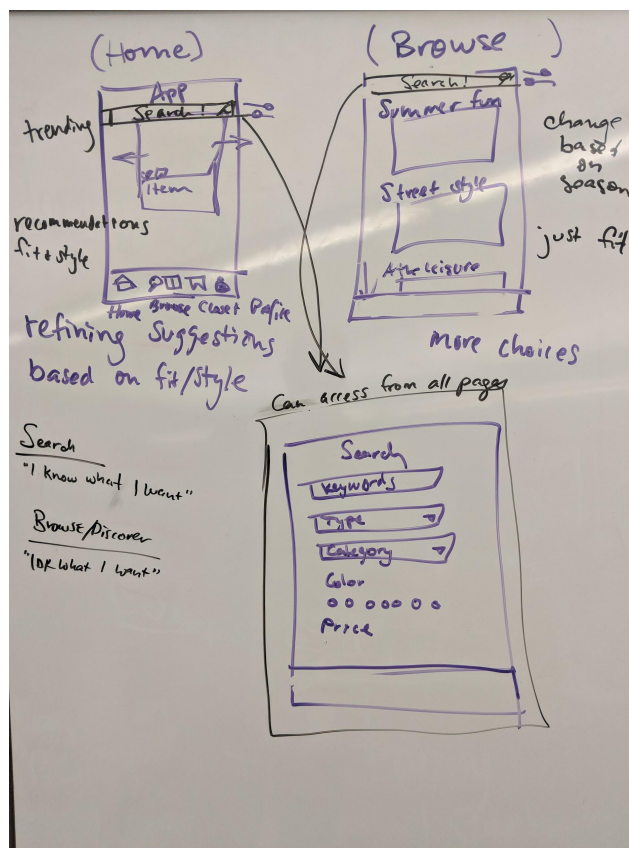 (Home)
App
Search!
trending
Item
recommendations
fit + style
Home Browse Closet Profile
refining Suggestions
based on fit/style
(Browse)
Search!
Summer fun
Street style
Athleleisure
change
based
on
season
just fit
More choices
Can access from all pages
Search
"I know what I want"
Browse/Discover
"IDK what I want"
Search
Keywords
Type
Category
Color
Price